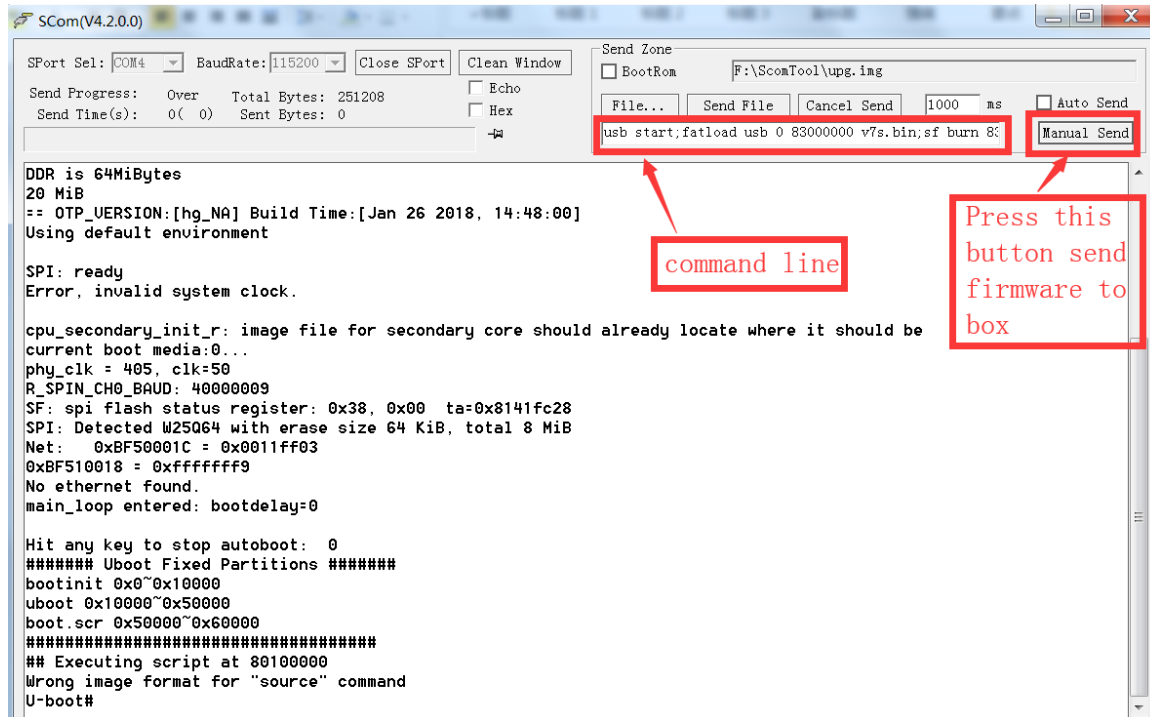 SCom(V4.2.0.0)
SPort Sel: COM4 BaudRate: 115200 Close SPort Clean Window
Send Progress: Over Total Bytes: 251208
Send Time(s): 0( 0) Sent Bytes: 0
Echo
Hex
Send Zone
BootRom F:\ScomTool\upg.img
File... Send File Cancel Send 1000 ms Auto Send
usb start;fatload usb 0 83000000 v7s.bin;sf burn 83
Manual Send
DDR is 64MiBytes
20 MiB
== OTP_VERSION:[hg_NA] Build Time:[Jan 26 2018, 14:48:00]
Using default environment
SPI: ready
Error, invalid system clock.
cpu_secondary_init_r: image file for secondary core should already locate where it should be
current boot media:0...
phy_clk = 405, clk=50
R_SPIN_CH0_BAUD: 40000009
SF: spi flash status register: 0x38, 0x00 ta=0x8141fc28
SPI: Detected W25Q64 with erase size 64 KiB, total 8 MiB
Net: 0xBF50001C = 0x0011ff03
0xBF510018 = 0xfffffff9
No ethernet found.
main_loop entered: bootdelay=0
Hit any key to stop autoboot: 0
####### Uboot Fixed Partitions #######
bootinit 0x0~0x10000
uboot 0x10000~0x50000
boot.scr 0x50000~0x60000
####################################
## Executing script at 80100000
Wrong image format for "source" command
U-boot#
command line
Press this
button send
firmware to
box